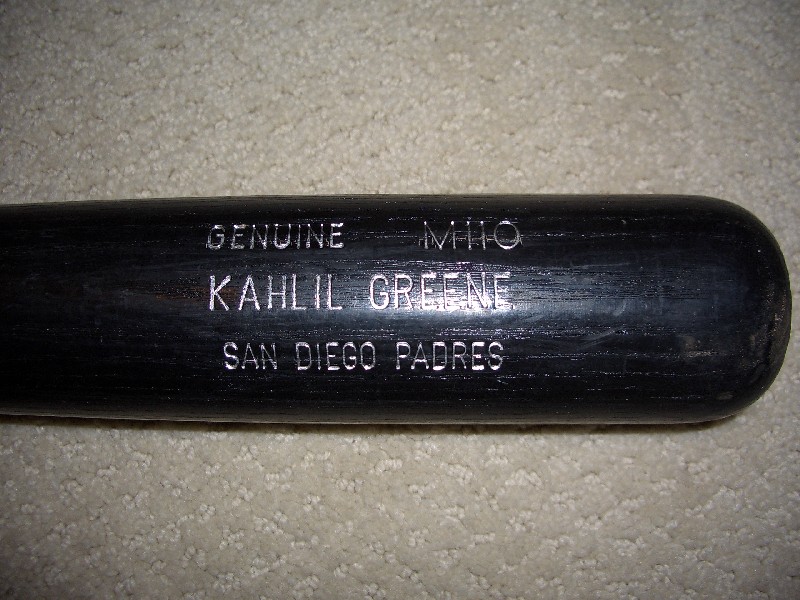 GENUINE M110
KAHLIL GREENE
SAN DIEGO PADRES